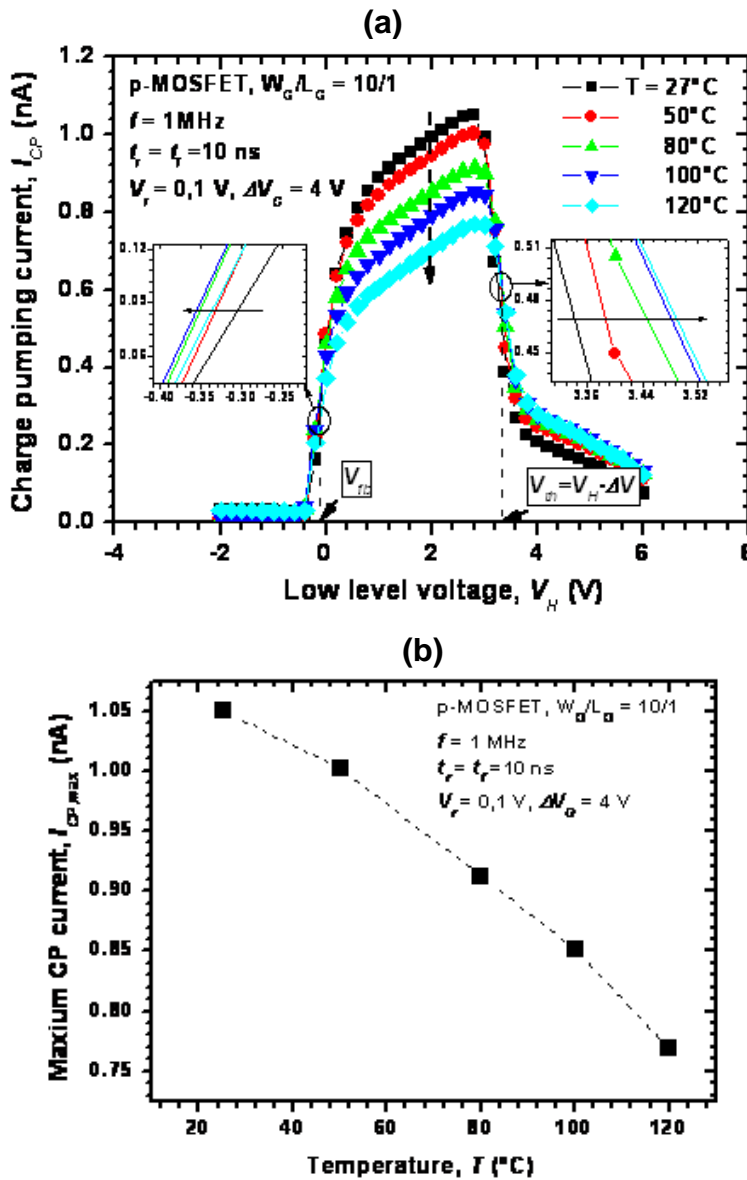 (a)
Charge pumping current, I_CP (nA)
1.2
1.0
0.8
0.6
0.4
0.2
0.0
p-MOSFET, W_G/L_G = 10/1
f = 1MHz
t_r = t_f = 10 ns
V_r = 0,1 V, ΔV_G = 4 V
T = 27°C
50°C
80°C
100°C
120°C
0.12
0.09
0.06
-0.40 -0.35 -0.30 -0.25
0.51
0.48
0.45
3.36 3.44 3.52
V_fb
V_th=V_H-ΔV
-4 -2 0 2 4 6 8
Low level voltage, V_H (V)
(b)
Maxium CP current, I_CP,max (nA)
1.05
1.00
0.95
0.90
0.85
0.80
0.75
p-MOSFET, W_G/L_G = 10/1
f = 1 MHz
t_r = t_r = 10 ns
V_r = 0,1 V, ΔV_G = 4 V
20 40 60 80 100 120
Temperature, T (°C)